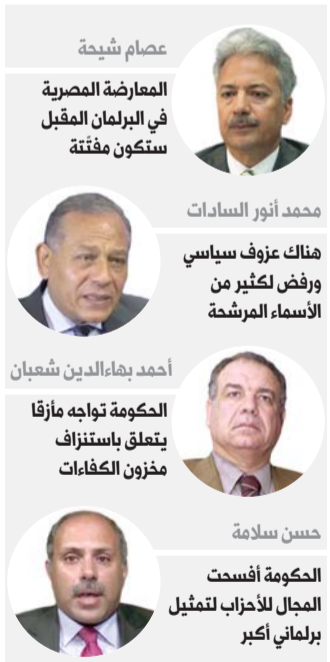 عصام شيحة
المعارضة المصرية
في البرلمان المقبل
ستكون مفتّتة
محمد أنور السادات
هناك عزوف سياسي
ورفض لكثير من
الأسماء المرشحة
أحمد بهاءالدين شعبان
الحكومة تواجه مأزقا
يتعلق باستنزاف
مخزون الكفاءات
حسن سلامة
الحكومة أفسحت
المجال للأحزاب لتمثيل
برلماني أكبر